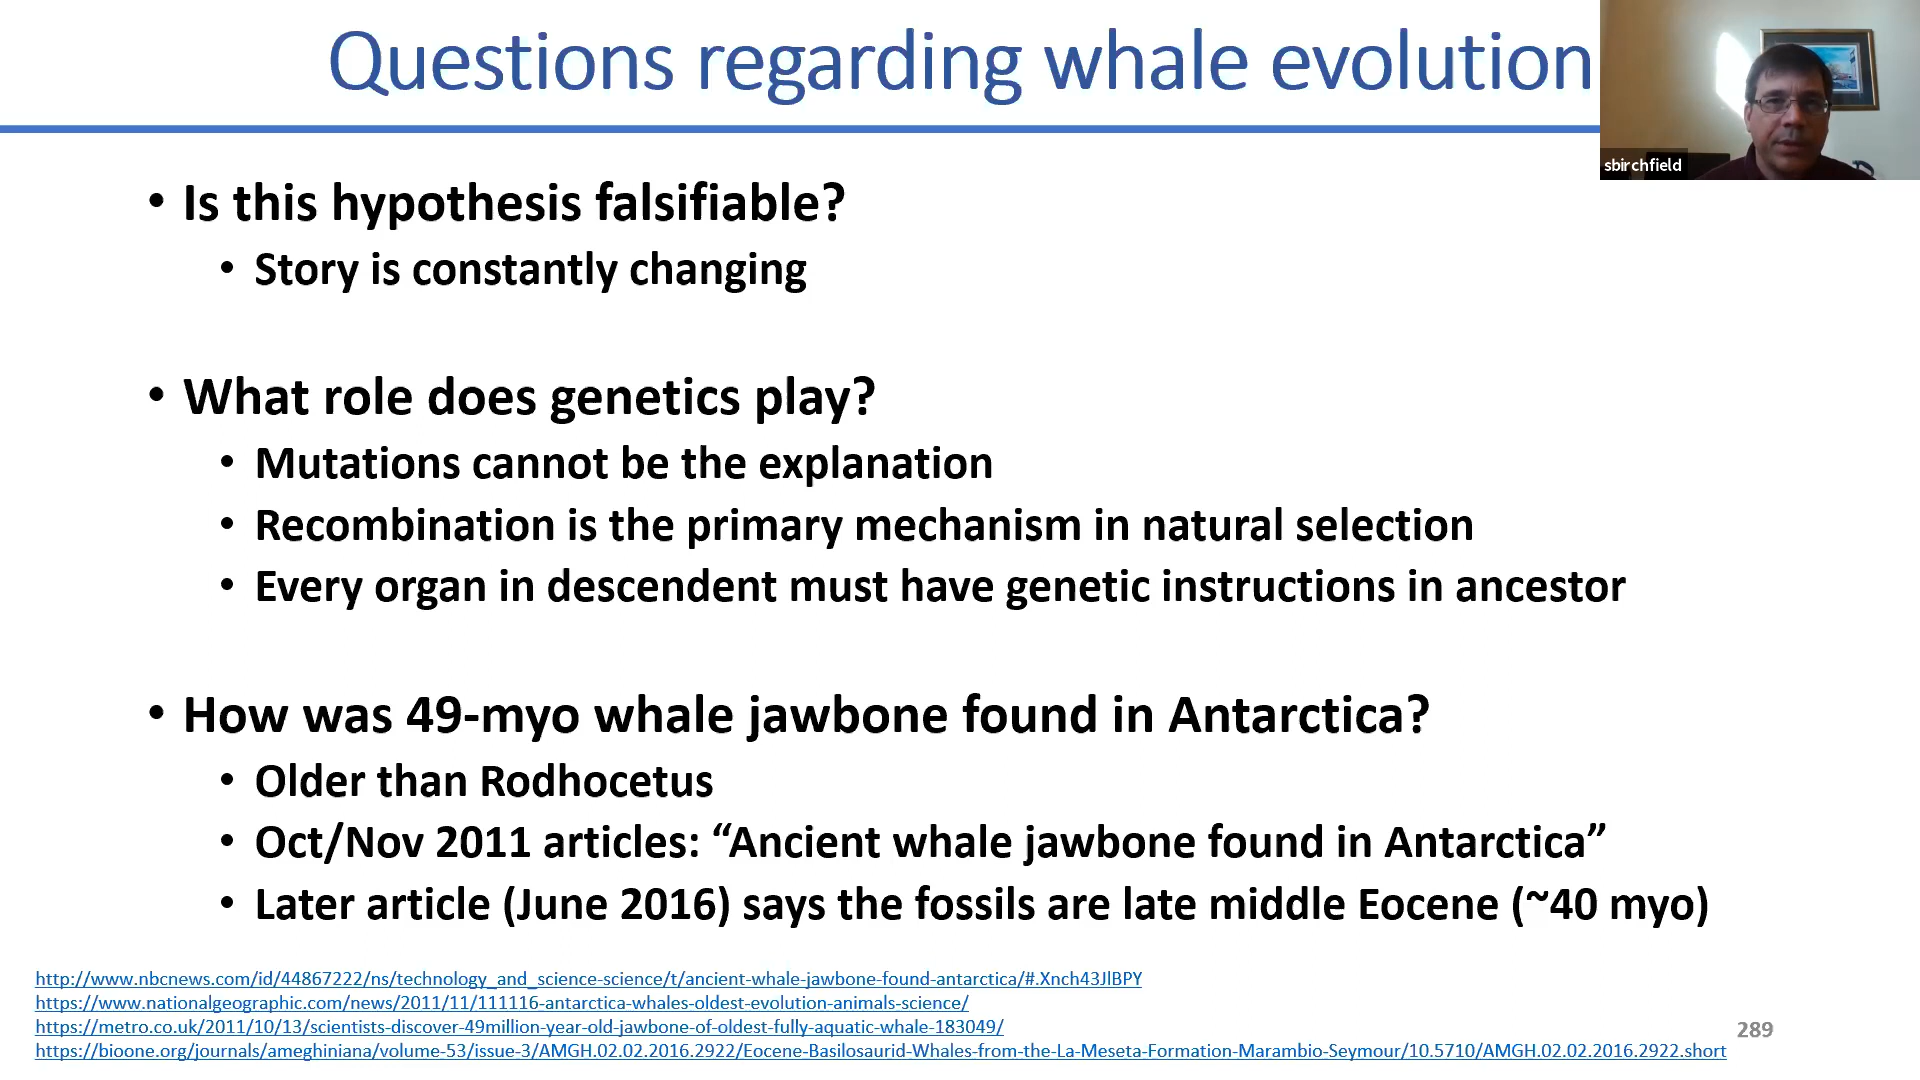 Questions regarding whale evolution
sbirchfield
• Is this hypothesis falsifiable?
• Story is constantly changing
• What role does genetics play?
• Mutations cannot be the explanation
• Recombination is the primary mechanism in natural selection
• Every organ in descendent must have genetic instructions in ancestor
• How was 49-myo whale jawbone found in Antarctica?
• Older than Rodhocetus
• Oct/Nov 2011 articles: “Ancient whale jawbone found in Antarctica”
• Later article (June 2016) says the fossils are late middle Eocene (~40 myo)
http://www.nbcnews.com/id/44867222/ns/technology_and_science-science/t/ancient-whale-jawbone-found-antarctica/#.Xnch43JlBPY
https://www.nationalgeographic.com/news/2011/11/111116-antarctica-whales-oldest-evolution-animals-science/
https://metro.co.uk/2011/10/13/scientists-discover-49million-year-old-jawbone-of-oldest-fully-aquatic-whale-183049/
https://bioone.org/journals/ameghiniana/volume-53/issue-3/AMGH.02.02.2016.2922/Eocene-Basilosaurid-Whales-from-the-La-Meseta-Formation-Marambio-Seymour/10.5710/AMGH.02.02.2016.2922.short
289